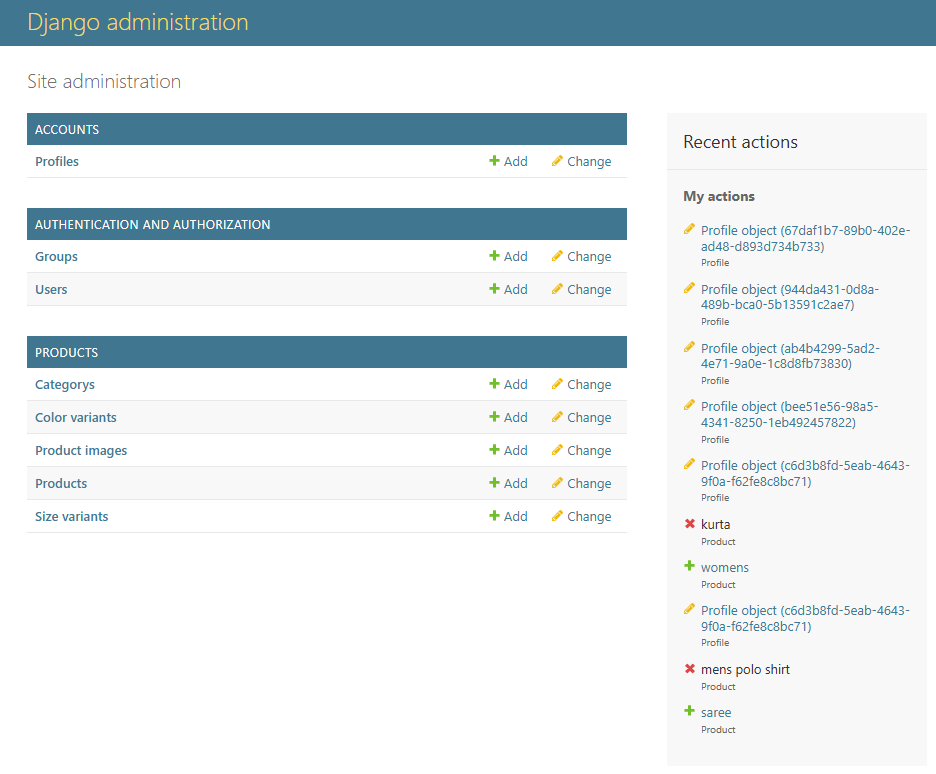 Django administration
Site administration
ACCOUNTS
Profiles Add Change
AUTHENTICATION AND AUTHORIZATION
Groups Add Change
Users Add Change
PRODUCTS
Categorys Add Change
Color variants Add Change
Product images Add Change
Products Add Change
Size variants Add Change
Recent actions
My actions
Profile object (67daf1b7-89b0-402e-
ad48-d893d734b733)
Profile
Profile object (944da431-0d8a-
489b-bca0-5b13591c2ae7)
Profile
Profile object (ab4b4299-5ad2-
4e71-9a0e-1c8d8fb73830)
Profile
Profile object (bee51e56-98a5-
4341-8250-1eb492457822)
Profile
Profile object (c6d3b8fd-5eab-4643-
9f0a-f62fe8c8bc71)
Profile
kurta
Product
womens
Product
Profile object (c6d3b8fd-5eab-4643-
9f0a-f62fe8c8bc71)
Profile
mens polo shirt
Product
saree
Product